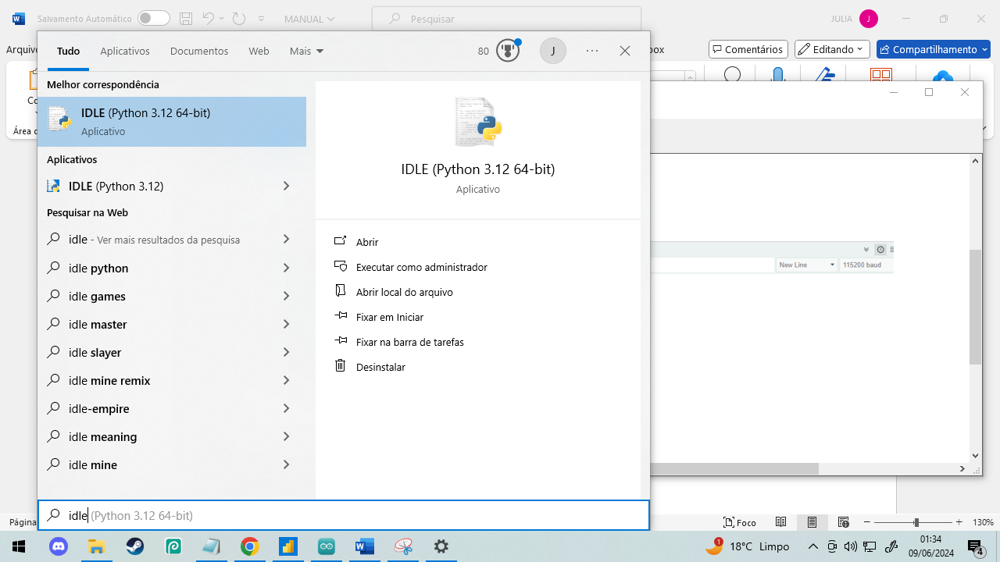 Salvamento Automático
MANUAL
Pesquisar
JULIA
J
Arquivo
Comentários
Editando
Compartilhamento
Tudo
Aplicativos
Documentos
Web
Mais
80
J
Melhor correspondência
IDLE (Python 3.12 64-bit)
Aplicativo
Aplicativos
IDLE (Python 3.12)
Pesquisar na Web
idle - Ver mais resultados da pesquisa
idle python
idle games
idle master
idle slayer
idle mine remix
idle-empire
idle meaning
idle mine
IDLE (Python 3.12 64-bit)
Aplicativo
Abrir
Executar como administrador
Abrir local do arquivo
Fixar em Iniciar
Fixar na barra de tarefas
Desinstalar
New Line
115200 baud
idle (Python 3.12 64-bit)
Foco
130%
1
18°C Limpo
01:34
09/06/2024
4